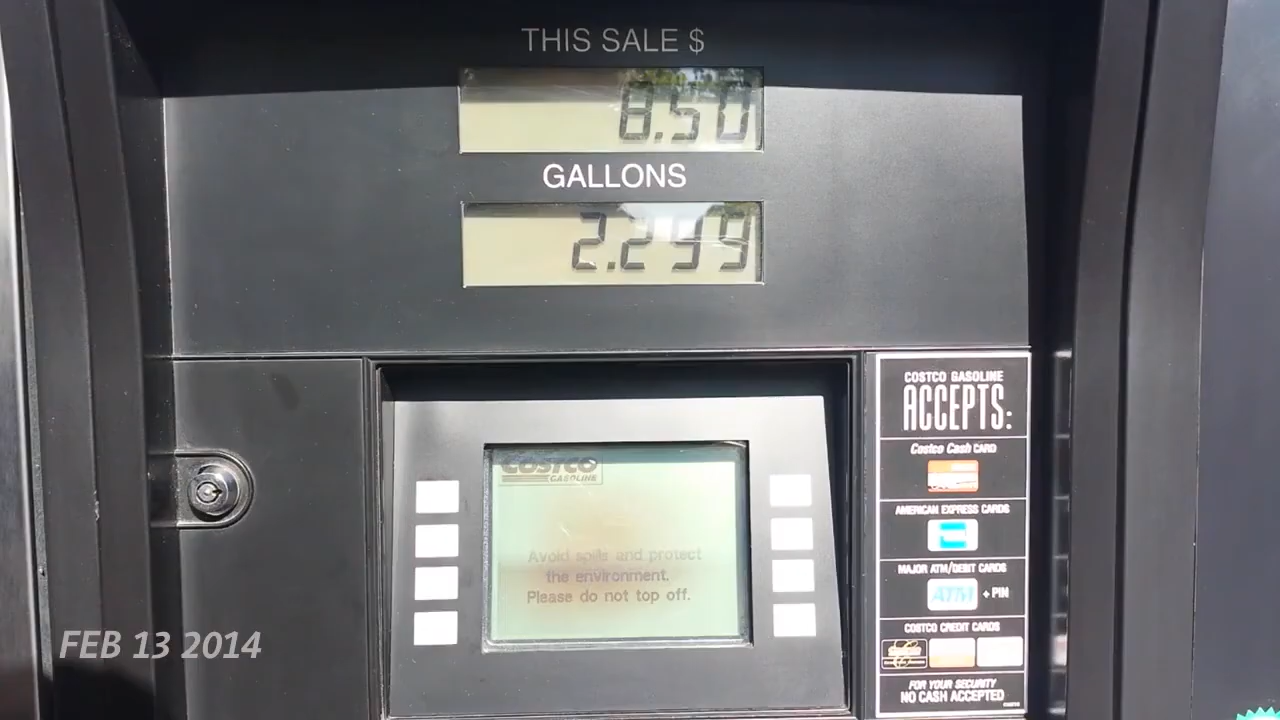 THIS SALE $
8.50
GALLONS
2.299
COSTCO
GASOLINE
Avoid spills and protect
the environment.
Please do not top off.
COSTCO GASOLINE
ACCEPTS:
Costco Cash CARD
AMERICAN EXPRESS CARDS
MAJOR ATM/DEBIT CARDS
ATM + PIN
COSTCO CREDIT CARDS
FOR YOUR SECURITY
NO CASH ACCEPTED
FEB 13 2014